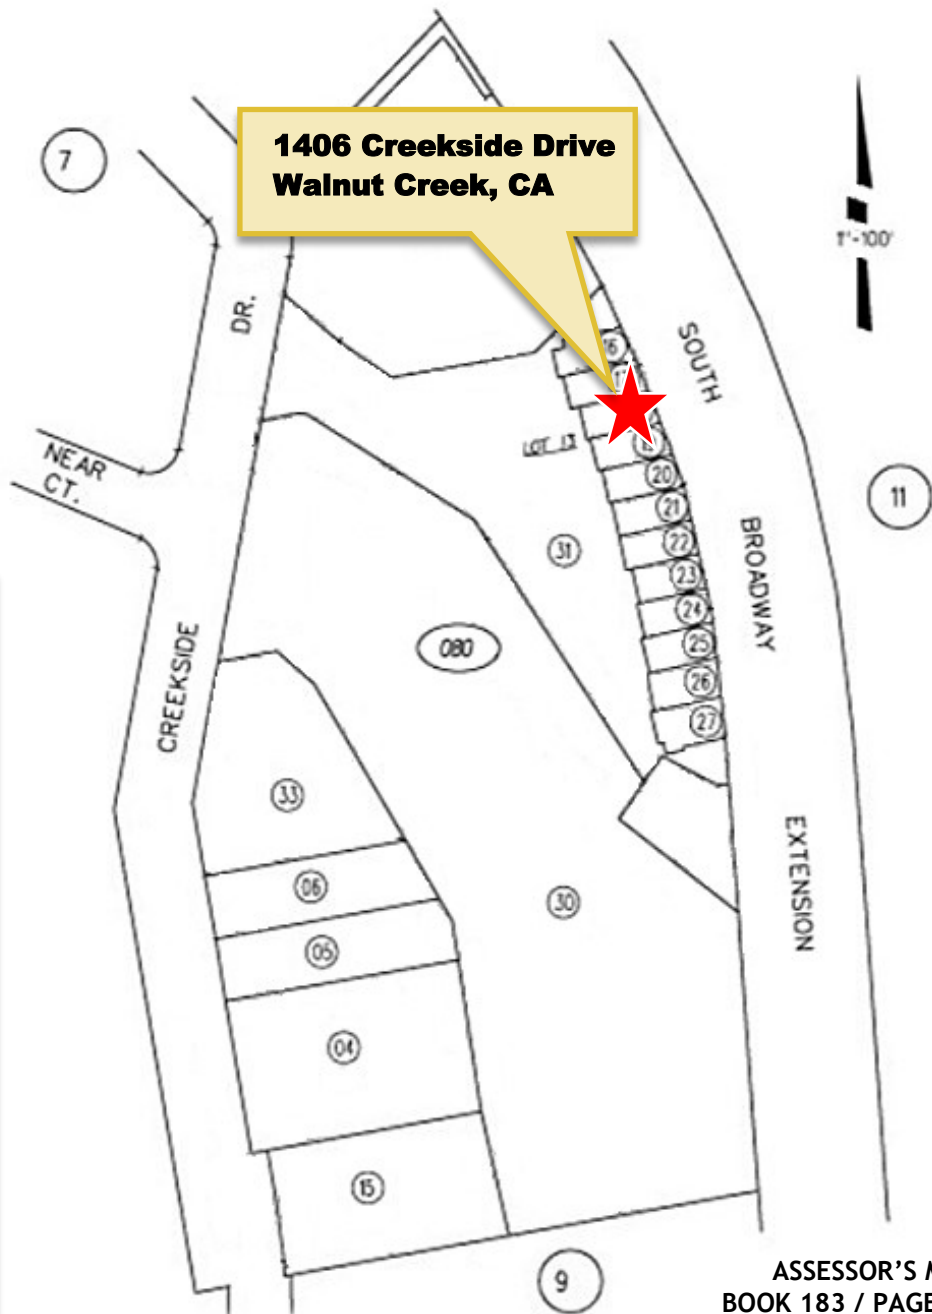 1406 Creekside Drive
Walnut Creek, CA
7
1"-100'
DR.
SOUTH
16
LOT 13
NEAR
CT.
20
11
21
BROADWAY
22
31
23
24
25
080
26
CREEKSIDE
27
33
EXTENSION
06
30
05
04
15
9
ASSESSOR'S
BOOK 183 / PAGE